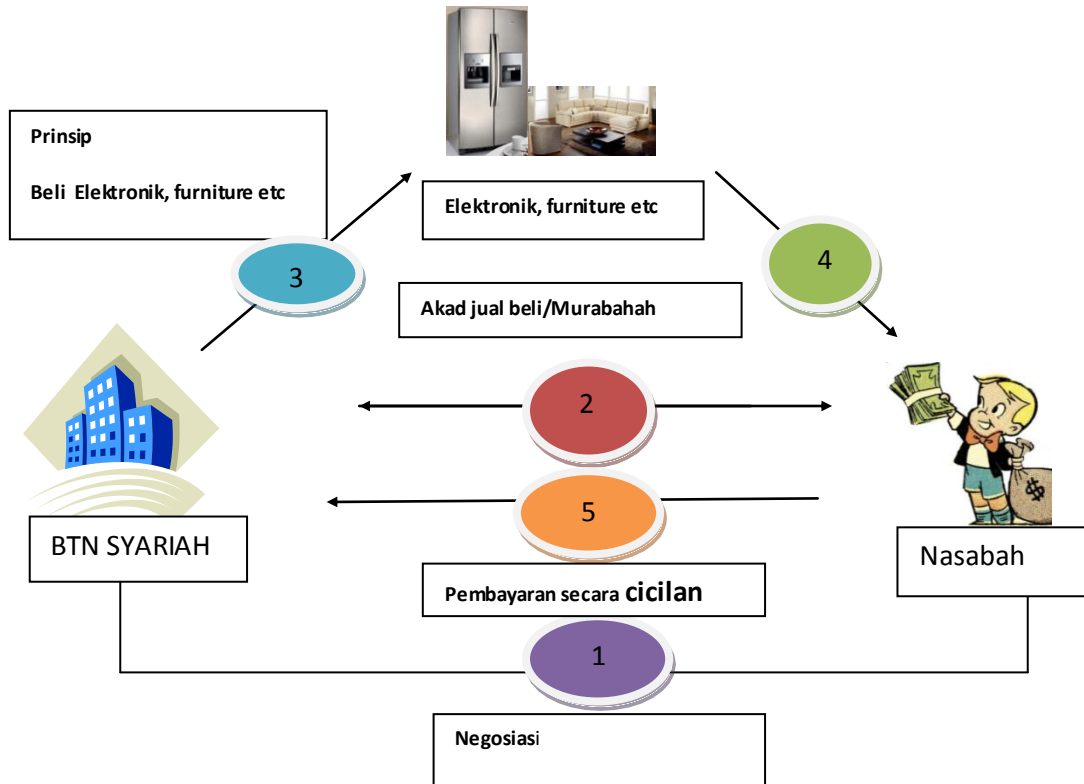 Prinsip
Beli Elektronik, furniture etc
Elektronik, furniture etc
3
4
Akad jual beli/Murabahah
2
$
5
BTN SYARIAH
Nasabah
Pembayaran secara cicilan
1
Negosiasi